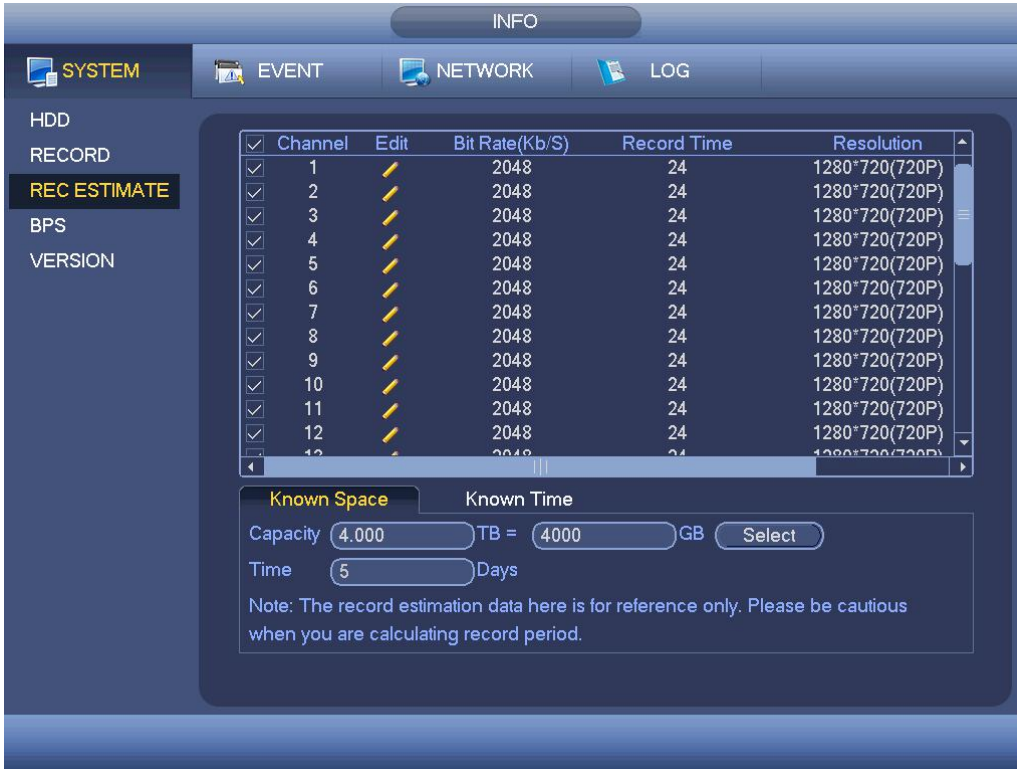 INFO
SYSTEM EVENT NETWORK LOG
HDD
RECORD
REC ESTIMATE
BPS
VERSION
Channel Edit Bit Rate(Kb/S) Record Time Resolution
1 2048 24 1280*720(720P)
2 2048 24 1280*720(720P)
3 2048 24 1280*720(720P)
4 2048 24 1280*720(720P)
5 2048 24 1280*720(720P)
6 2048 24 1280*720(720P)
7 2048 24 1280*720(720P)
8 2048 24 1280*720(720P)
9 2048 24 1280*720(720P)
10 2048 24 1280*720(720P)
11 2048 24 1280*720(720P)
12 2048 24 1280*720(720P)
Known Space Known Time
Capacity 4.000 TB = 4000 GB Select
Time 5 Days
Note: The record estimation data here is for reference only. Please be cautious
when you are calculating record period.